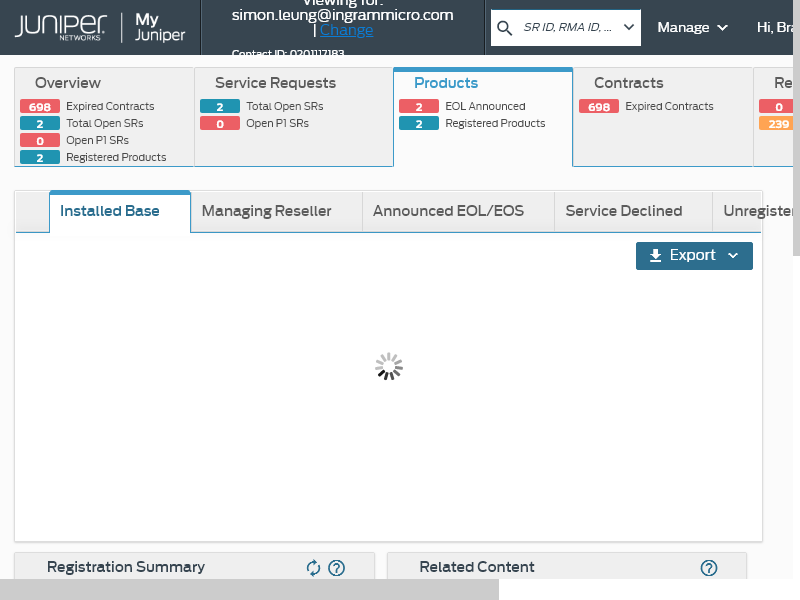 JUNIPER
NETWORKS
My
Juniper
Viewing for:
simon.leung@ingrammicro.com
| Change
Contact ID: 0201117183
SR ID, RMA ID, ...
Manage
Hi, Bra
Overview
698 Expired Contracts
2 Total Open SRs
0 Open P1 SRs
2 Registered Products
Service Requests
2 Total Open SRs
0 Open P1 SRs
Products
2 EOL Announced
2 Registered Products
Contracts
698 Expired Contracts
Re
0
239
Installed Base
Managing Reseller
Announced EOL/EOS
Service Declined
Unregister
Export
Registration Summary
Related Content